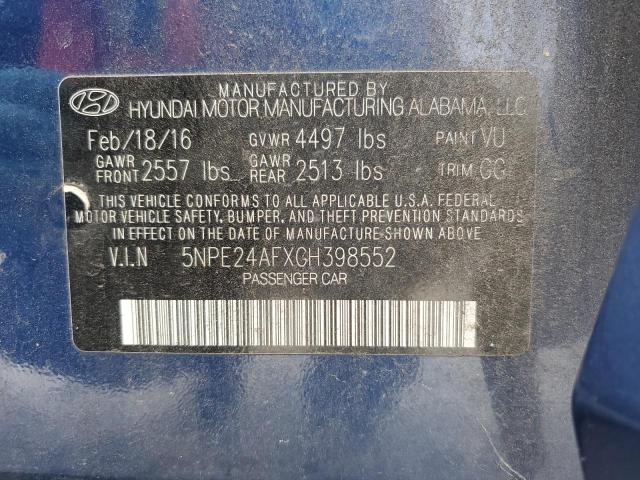 MANUFACTURED BY
HYUNDAI MOTOR MANUFACTURING ALABAMA, LLC
Feb/18/16 GVWR 4497 lbs PAINT VU
GAWR FRONT 2557 lbs GAWR REAR 2513 lbs TRIM CG
THIS VEHICLE CONFORMS TO ALL APPLICABLE U.S.A. FEDERAL
MOTOR VEHICLE SAFETY, BUMPER, AND THEFT PREVENTION STANDARDS
IN EFFECT ON THE DATE OF MANUFACTURE SHOWN ABOVE.
V.I.N 5NPE24AFXGH398552
PASSENGER CAR